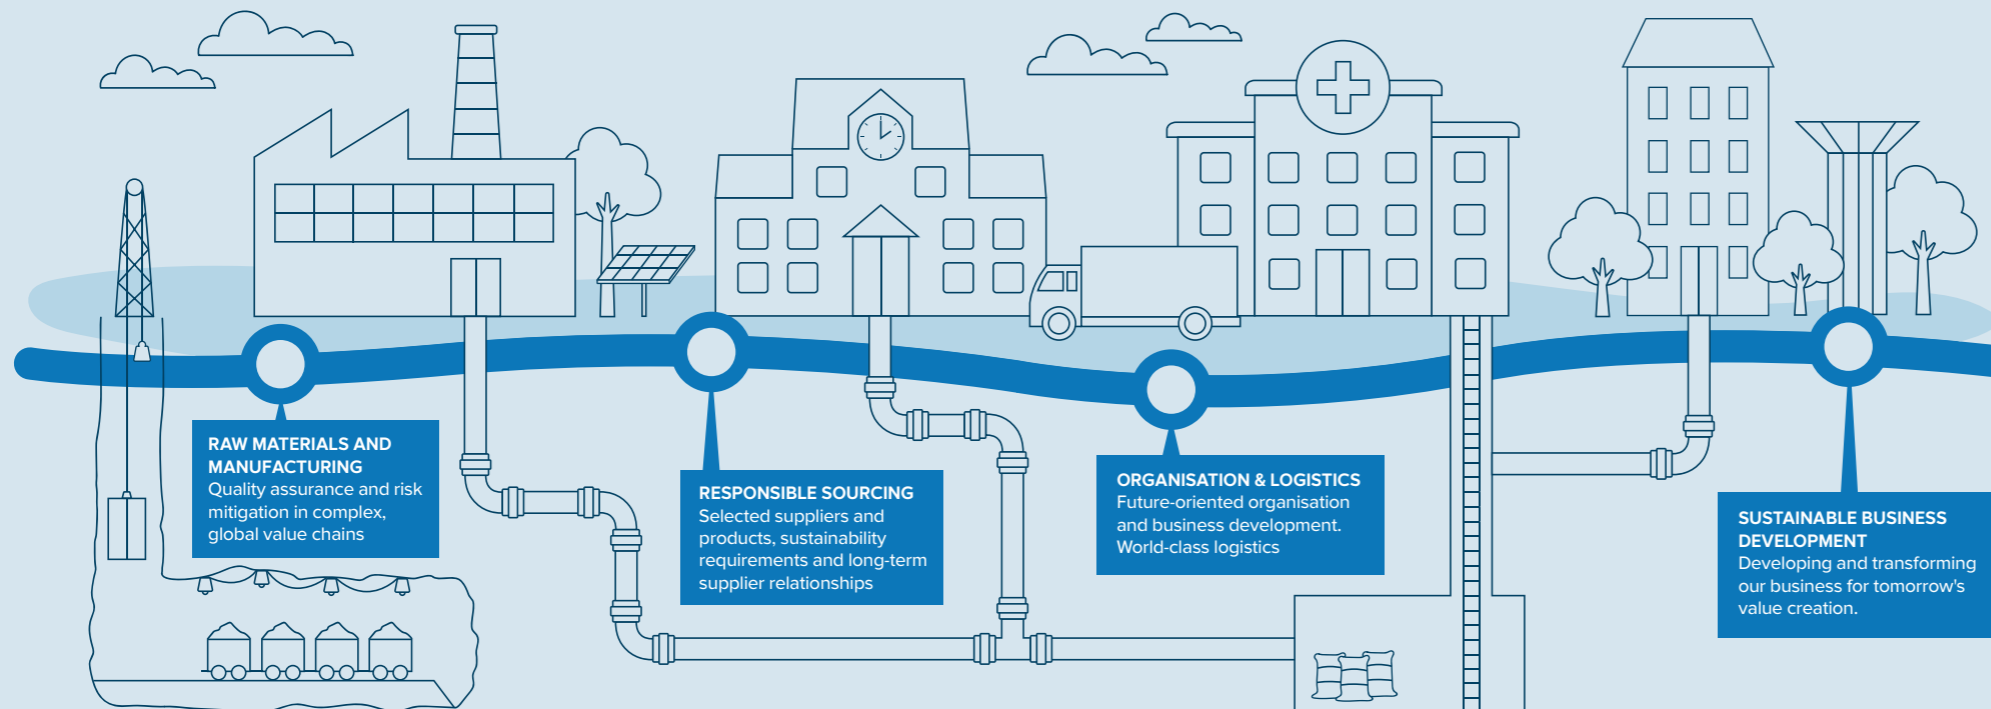 RAW MATERIALS AND
MANUFACTURING
Quality assurance and risk
mitigation in complex,
global value chains
RESPONSIBLE SOURCING
Selected suppliers and
products, sustainability
requirements and long-term
supplier relationships
ORGANISATION & LOGISTICS
Future-oriented organisation
and business development.
World-class logistics
SUSTAINABLE BUSINESS
DEVELOPMENT
Developing and transforming
our business for tomorrow's
value creation.